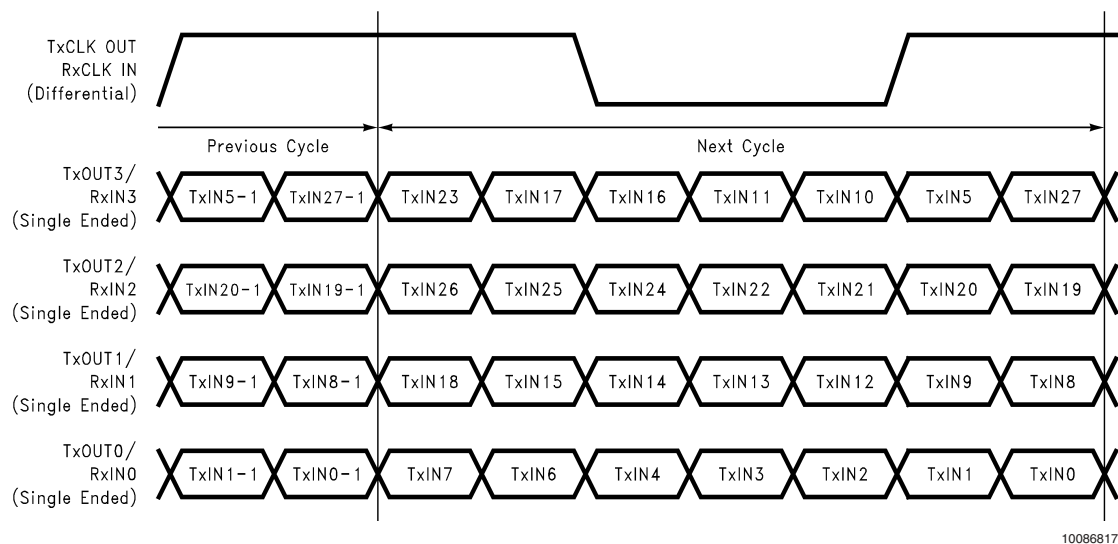 TxCLK OUT
RxCLK IN
(Differential)
Previous Cycle
Next Cycle
TxOUT3/
RxIN3
(Single Ended)
TxIN5-1 TxIN27-1 TxIN23 TxIN17 TxIN16 TxIN11 TxIN10 TxIN5 TxIN27
TxOUT2/
RxIN2
(Single Ended)
TxIN20-1 TxIN19-1 TxIN26 TxIN25 TxIN24 TxIN22 TxIN21 TxIN20 TxIN19
TxOUT1/
RxIN1
(Single Ended)
TxIN9-1 TxIN8-1 TxIN18 TxIN15 TxIN14 TxIN13 TxIN12 TxIN9 TxIN8
TxOUT0/
RxIN0
(Single Ended)
TxIN1-1 TxIN0-1 TxIN7 TxIN6 TxIN4 TxIN3 TxIN2 TxIN1 TxIN0
10086817